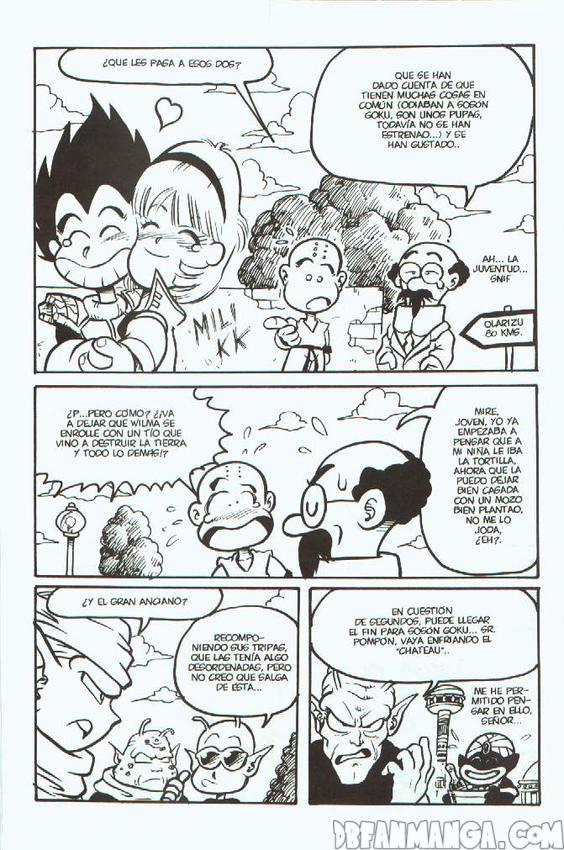 ¿QUE LES PASA A ESOS DOS?
QUE SE HAN
DADO CUENTA DE QUE
TIENEN MUCHAS COSAS EN
COMÚN (ODIABAN A SOSÓN
GOKU, SON UNOS PUPAS,
TODAVÍA NO SE HAN
ESTRENAO...) Y SE
HAN GUSTADO..
AH... LA
JUVENTUD...
SNIF
MILI
KK
OLARIZU
80 KMS.
¿P...PERO CÓMO? ¿¡VA
A DEJAR QUE WILMA SE
ENROLLE CON UN TÍO QUE
VINO A DESTRUIR LA TIERRA
Y TODO LO DEMAS!?
MIRE,
JOVEN, YO YA
EMPEZABA A
PENSAR QUE A
MI NIÑA LE IBA
LA TORTILLA,
AHORA QUE LA
PUEDO DEJAR
BIEN CASADA
CON UN MOZO
BIEN PLANTAO,
NO ME LO
JODA,
¿EH?.
¿Y EL GRAN ANCIANO?
RECOMPO-
NIENDO SUS TRIPAS,
QUE LAS TENÍA ALGO
DESORDENADAS, PERO
NO CREO QUE SALGA
DE ESTA...
EN CUESTIÓN
DE SEGUNDOS, PUEDE LLEGAR
EL FIN PARA SOSÓN GOKU... SR.
POMPÓN, VAYA ENFRIANDO EL
"CHATEAU"..
ME HE PER-
MITIDO PEN-
SAR EN ELLO,
SEÑOR...
DBFANMANGA.COM